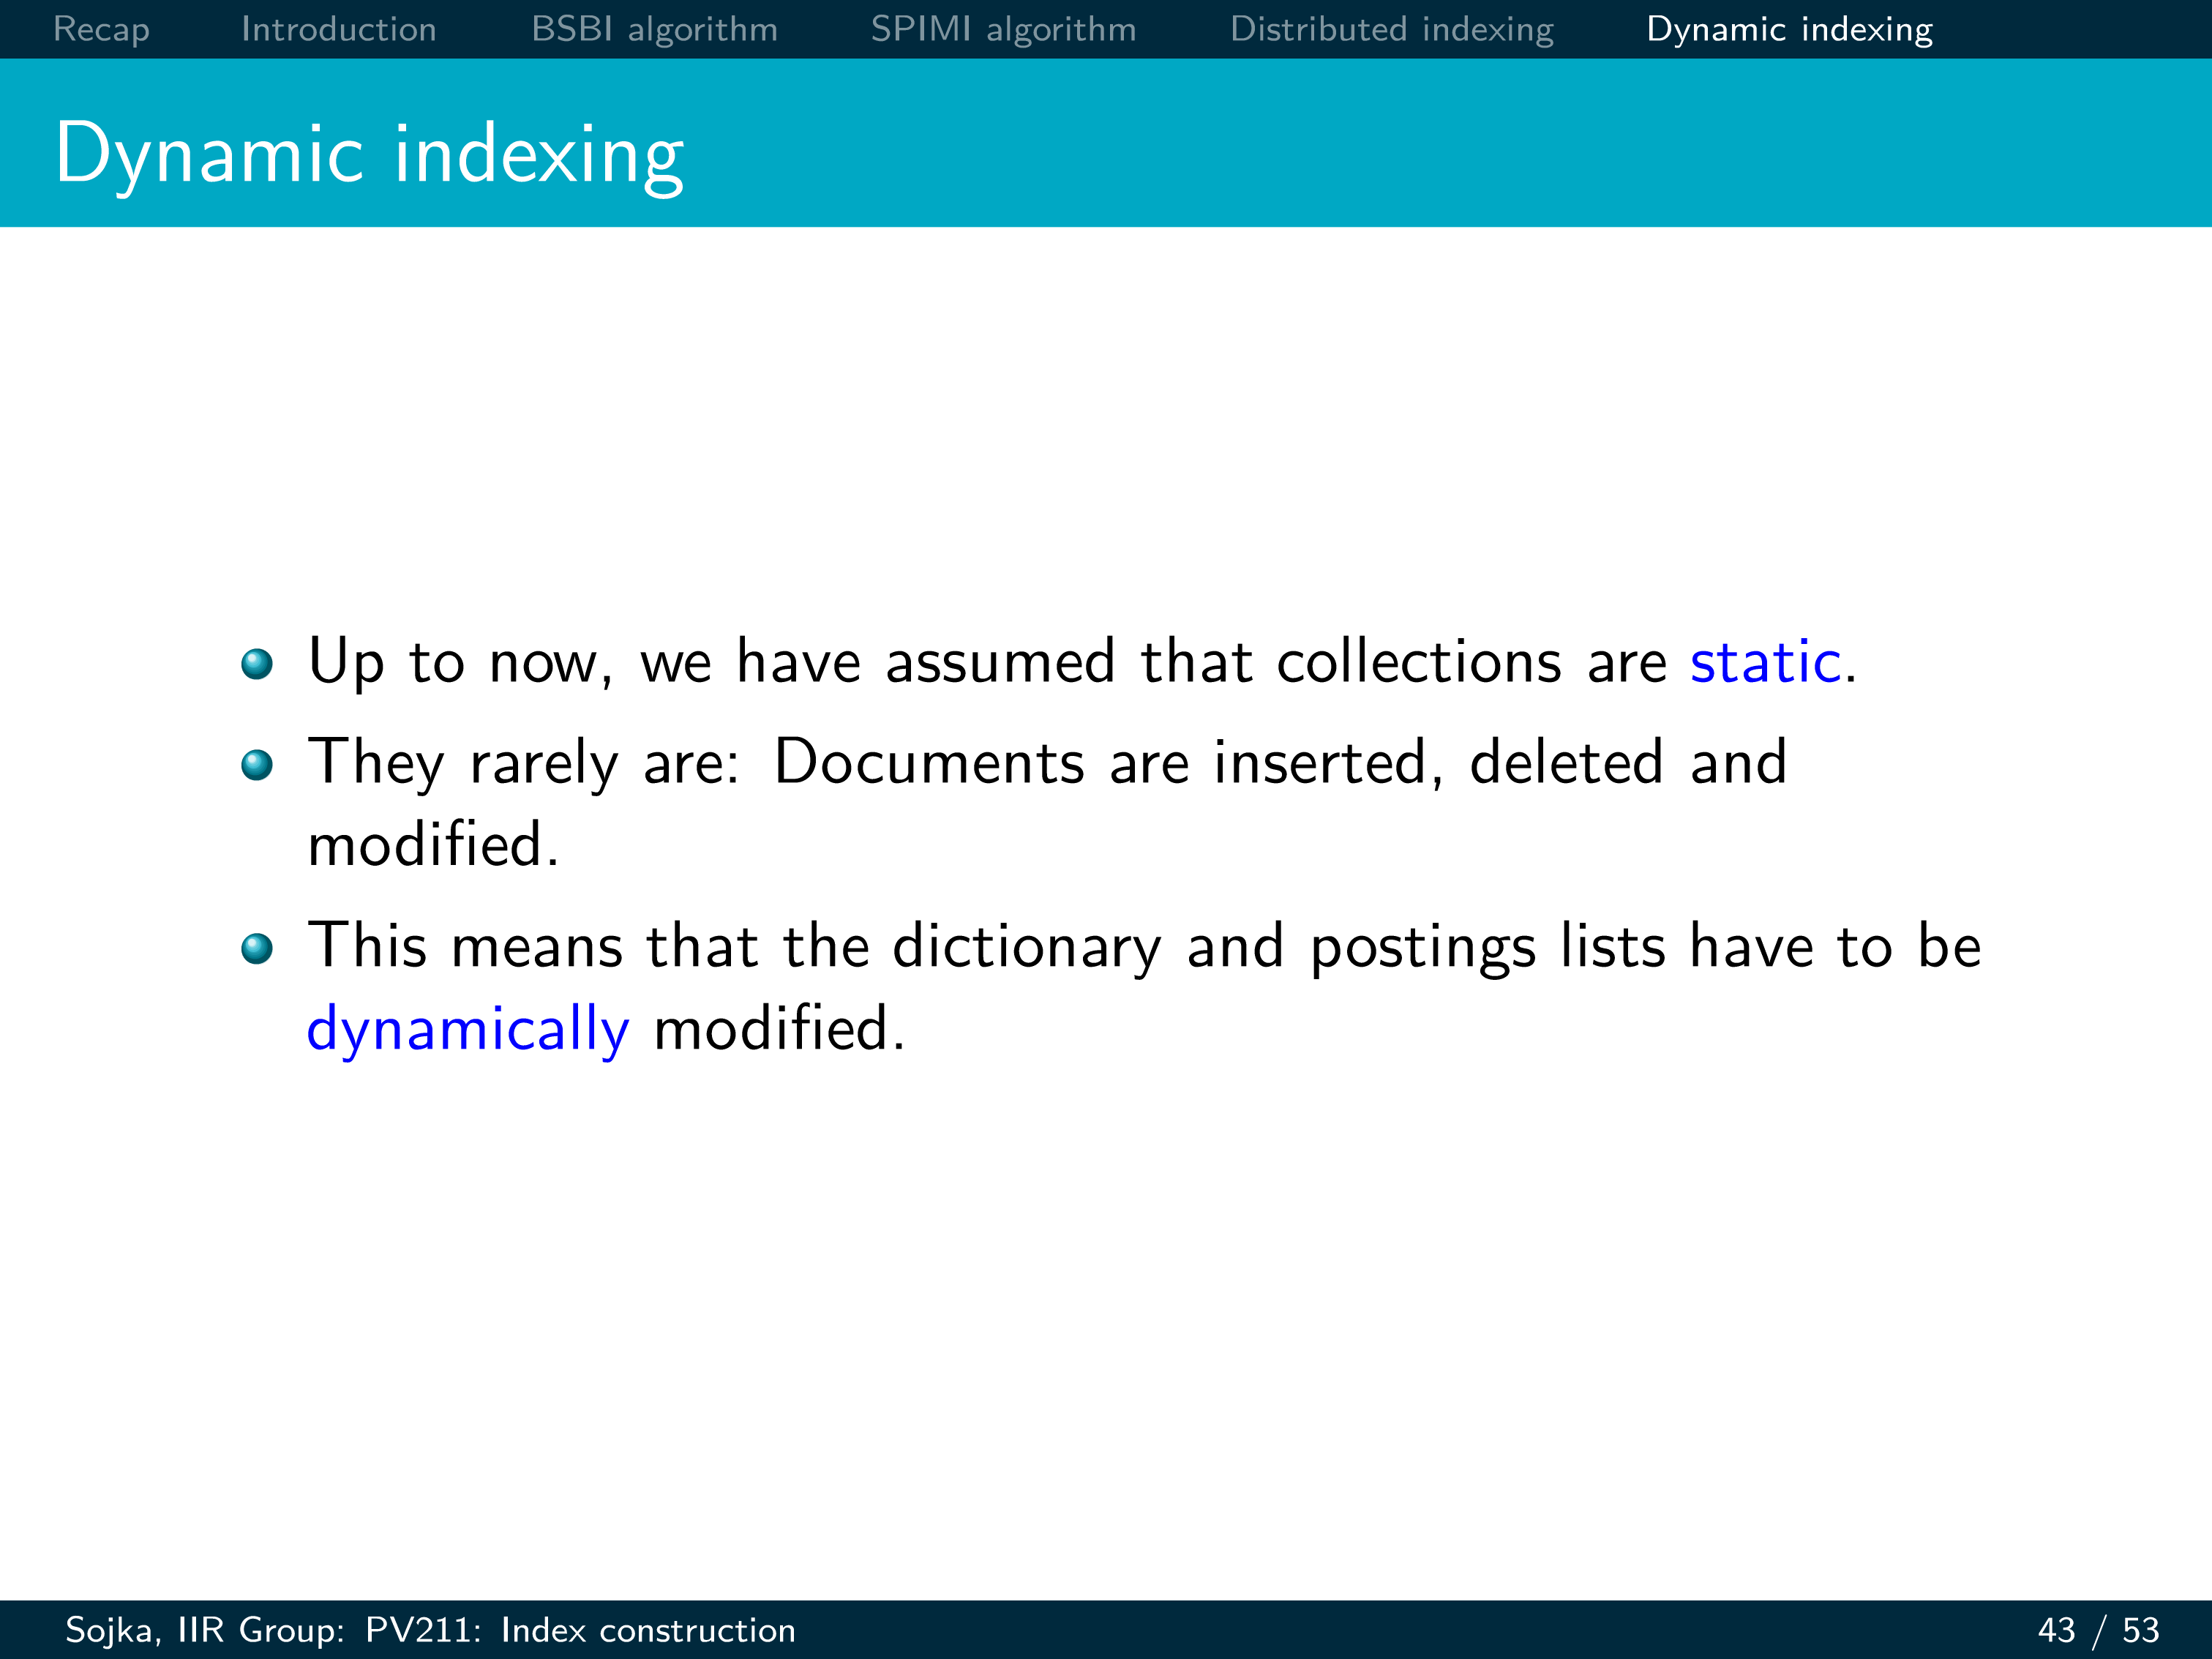 Recap Introduction BSBI algorithm SPIMI algorithm Distributed indexing Dynamic indexing
Dynamic indexing
Up to now, we have assumed that collections are static.
They rarely are: Documents are inserted, deleted and
modified.
This means that the dictionary and postings lists have to be
dynamically modified.
Sojka, IIR Group: PV211: Index construction 43 / 53